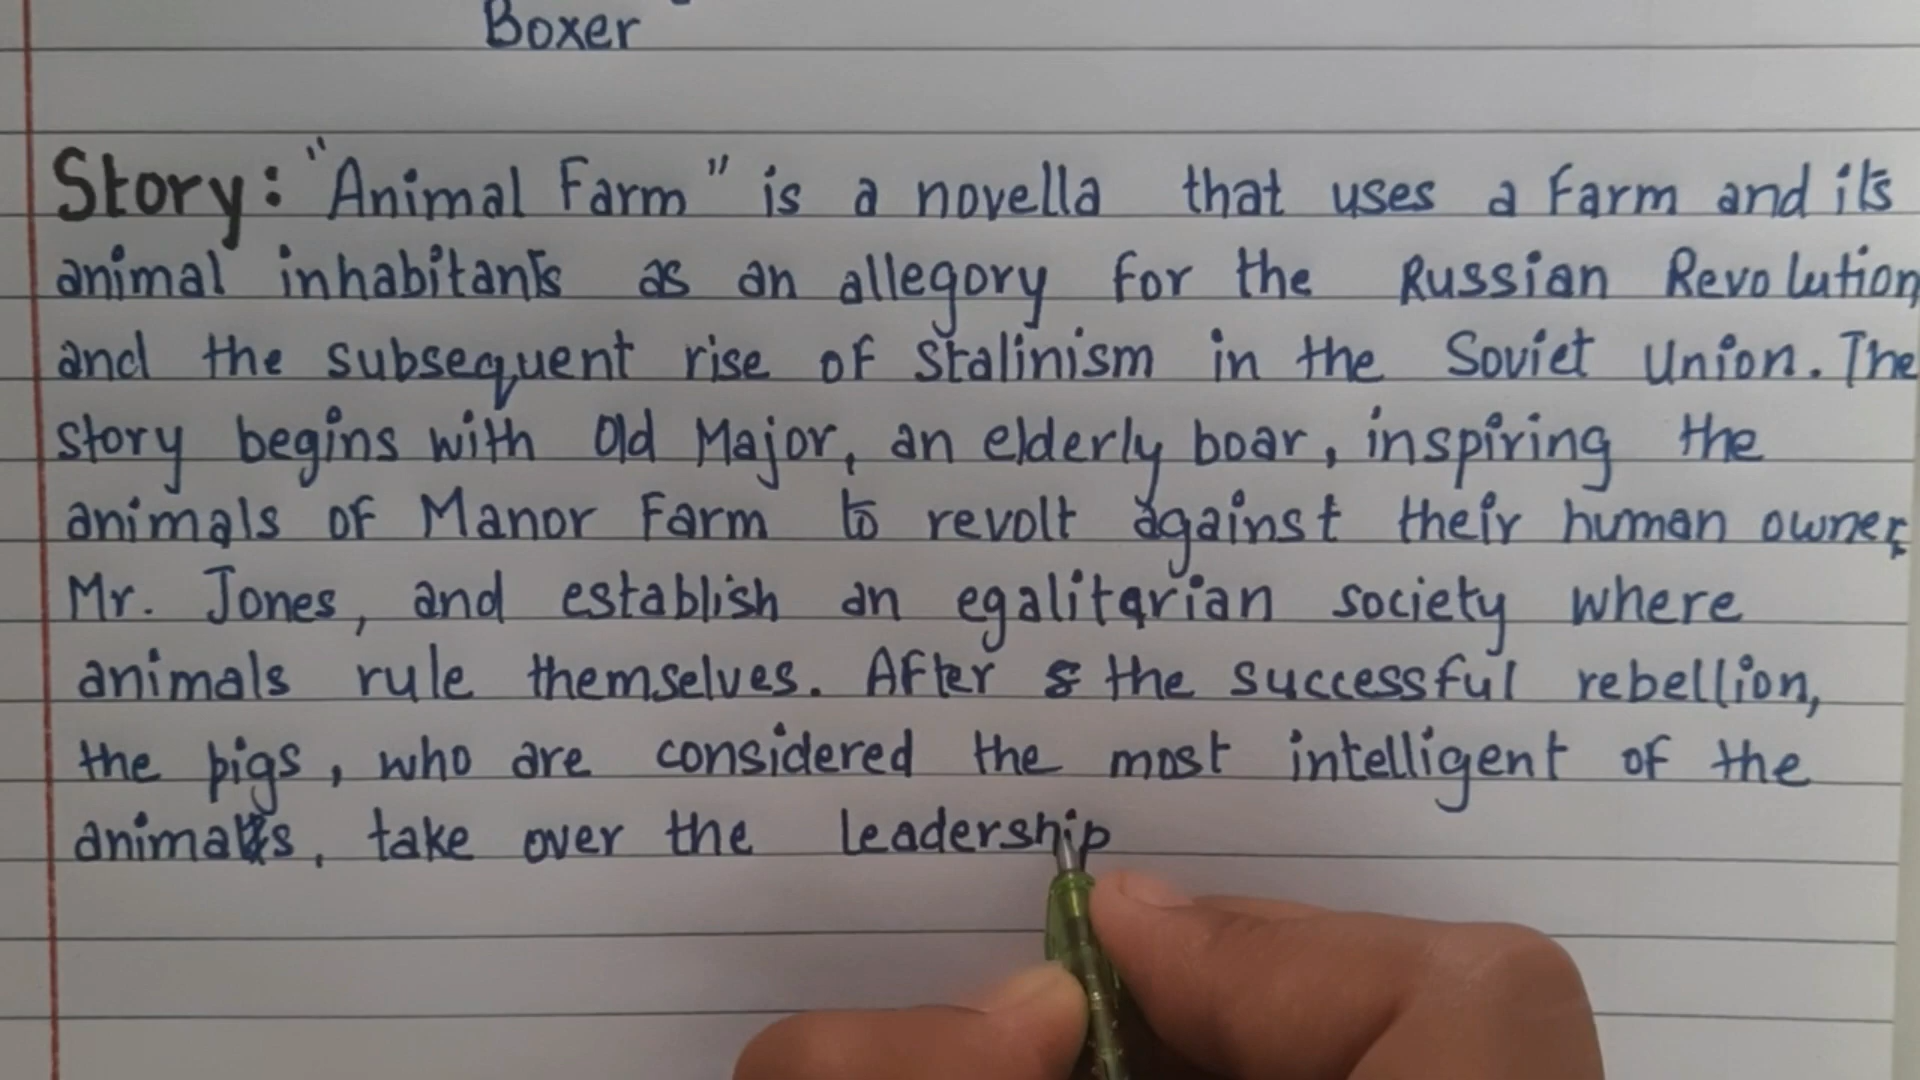 Boxer
Story: "Animal Farm" is a novella that uses a farm and its
animal inhabitants as an allegory for the Russian Revolution
and the subsequent rise of Stalinism in the Soviet Union. The
story begins with Old Major, an elderly boar, inspiring the
animals of Manor Farm to revolt against their human owner,
Mr. Jones, and establish an egalitarian society where
animals rule themselves. After the successful rebellion,
the pigs, who are considered the most intelligent of the
animals, take over the leadership